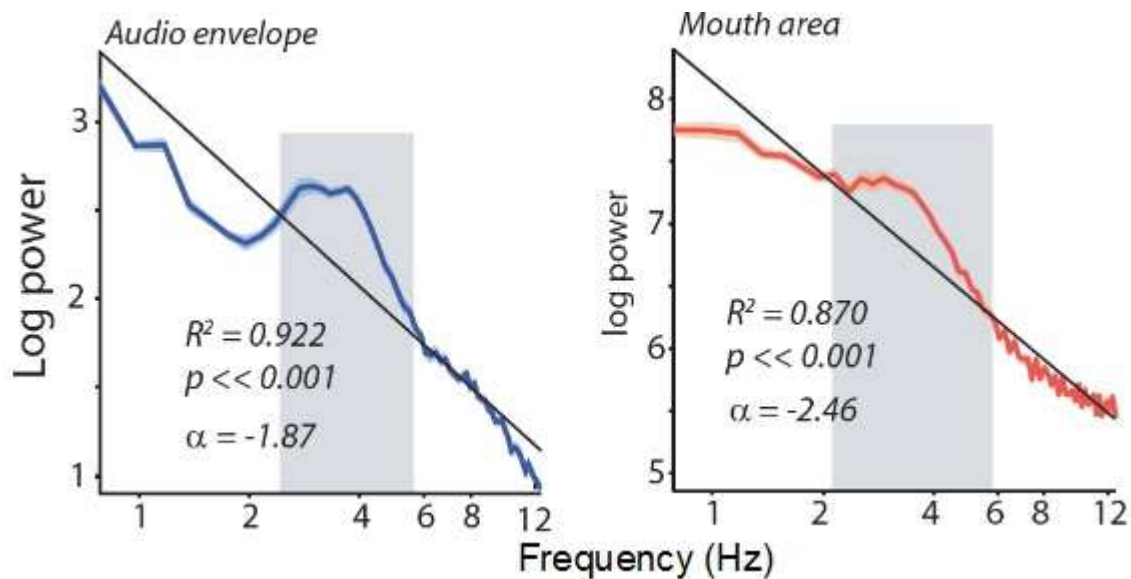 Audio envelope
Log power
3
2
1
R² = 0.922
p << 0.001
α = -1.87
1 2 4 6 8 12
Mouth area
log power
8
7
6
5
R² = 0.870
p << 0.001
α = -2.46
1 2 4 6 8 12
Frequency (Hz)